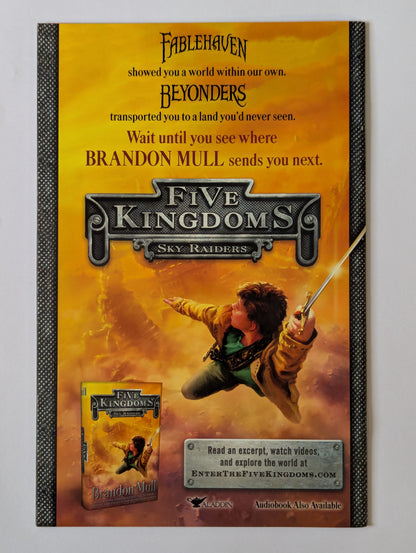 FABLEHAVEN
showed you a world within our own.
BEYONDERS
transported you to a land you'd never seen.
Wait until you see where
BRANDON MULL sends you next.
FIVE
KINGDOMS
SKY RAIDERS
FIVE
KINGDOMS
SKY RAIDERS
Brandon Mull
Read an excerpt, watch videos,
and explore the world at
ENTERTHEFIVEKINGDOMS.COM
ALADDIN
Audiobook Also Available